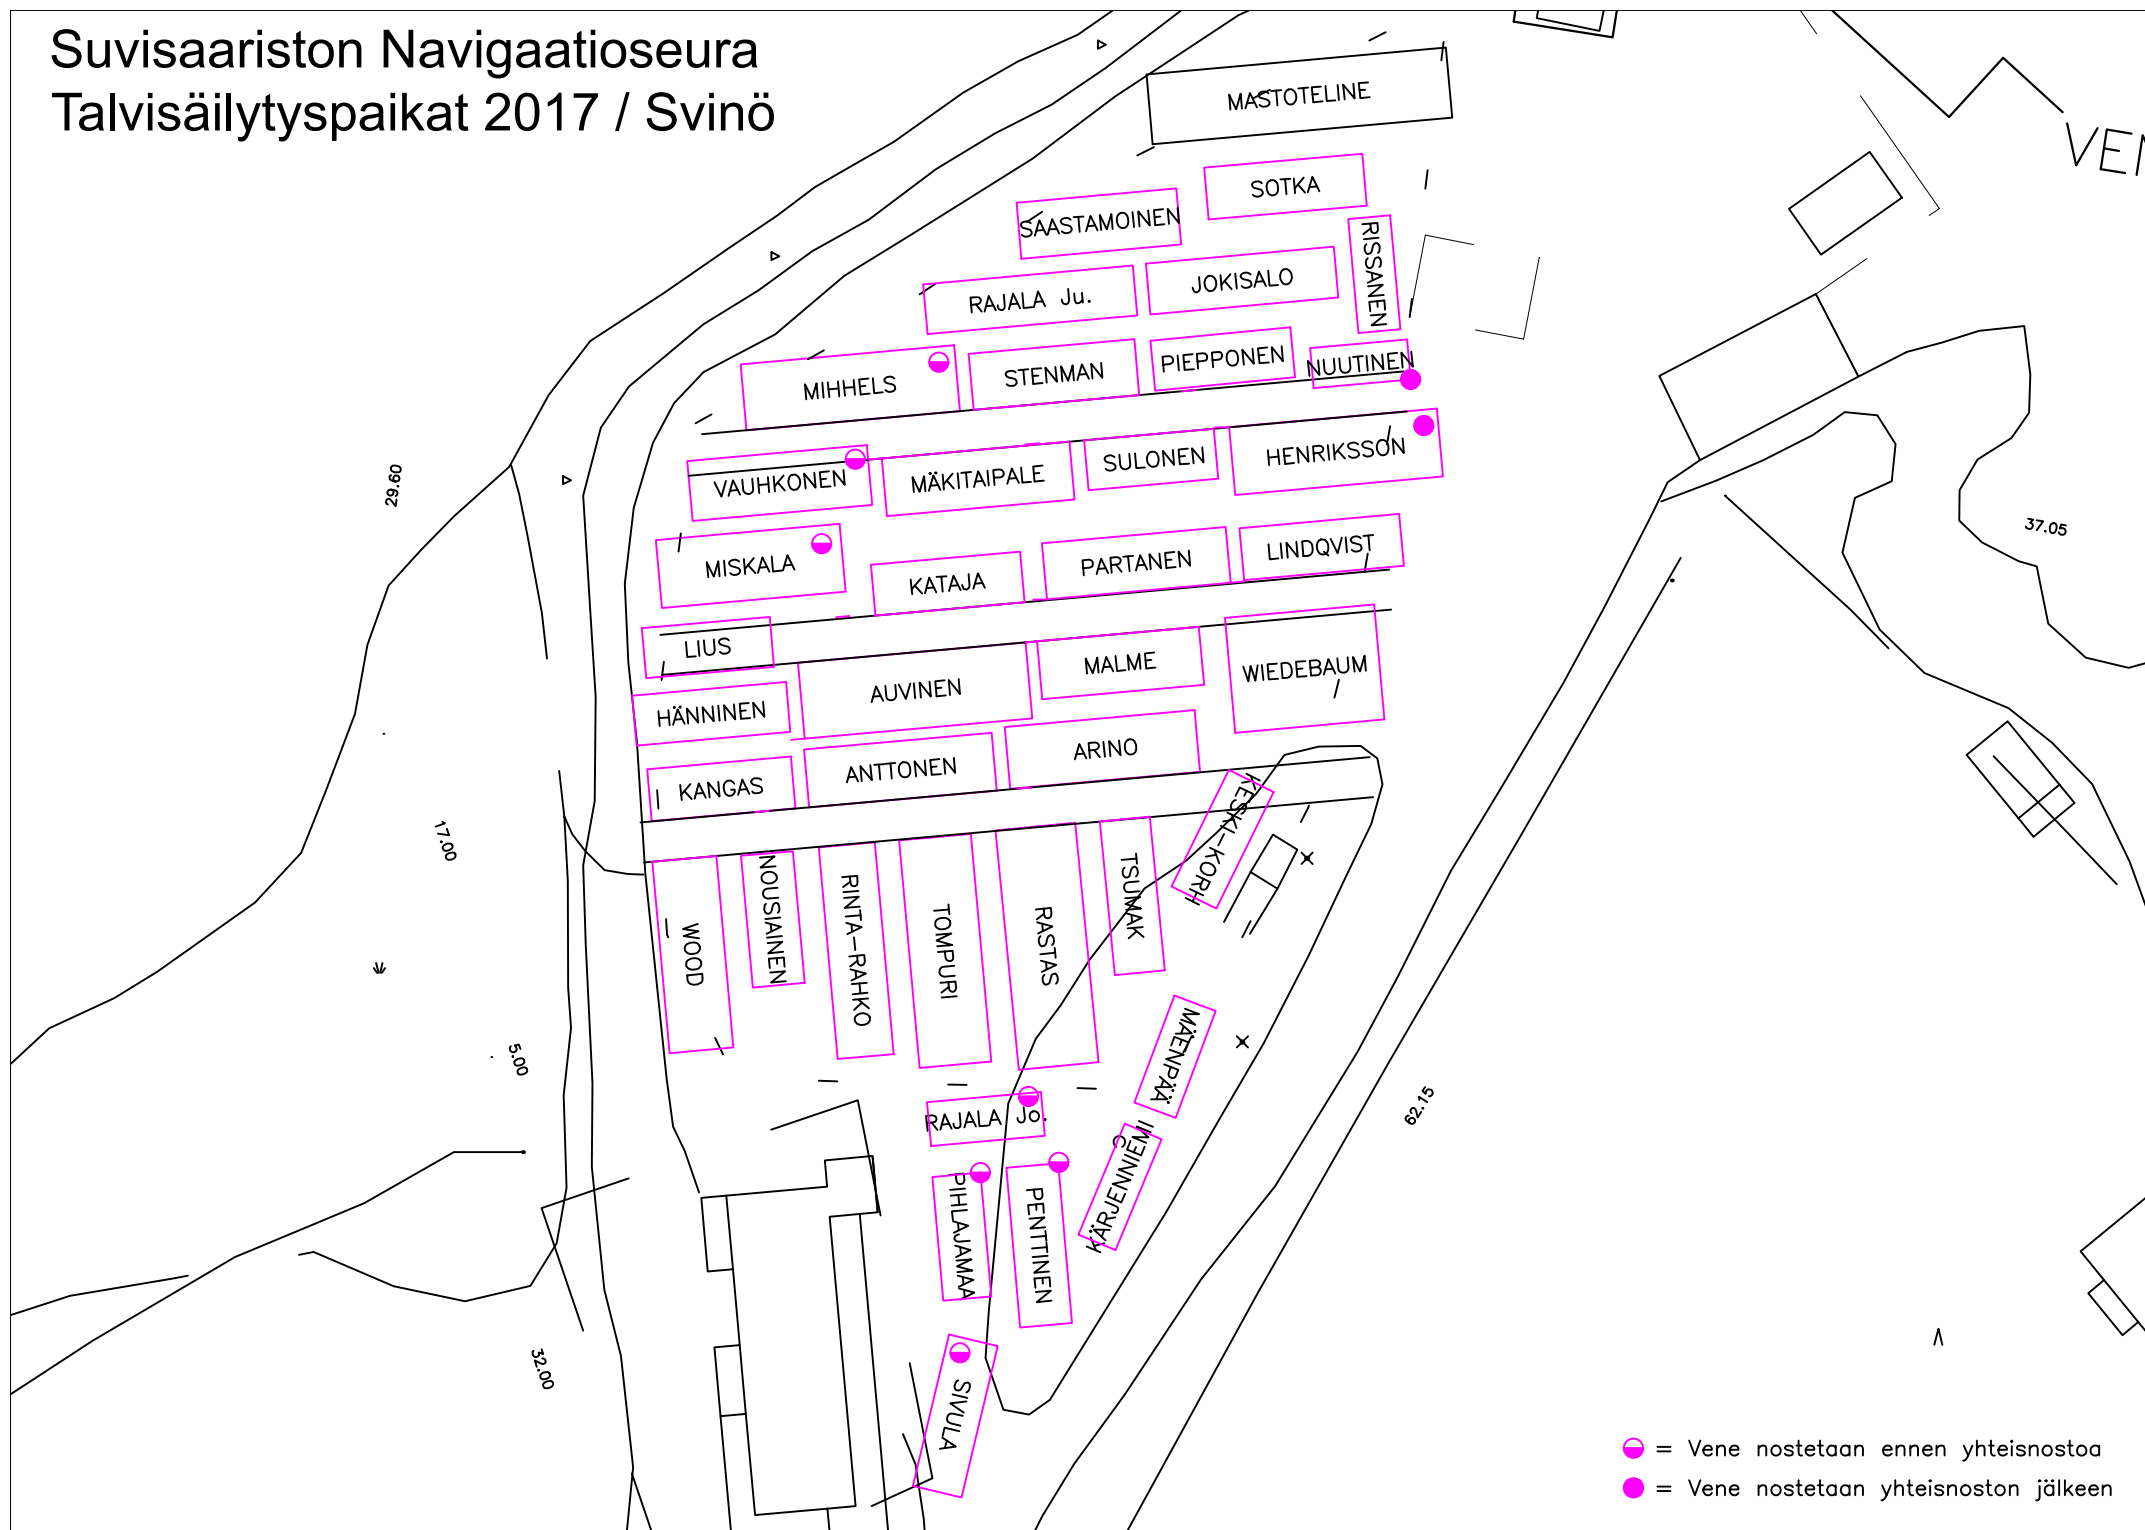 Suvisaariston Navigaatioseura
Talvisäilytyspaikat 2017 / Svinö
MASTOTELINE
VEN
SOTKA
SAASTAMOINEN
RISSANEN
JOKISALO
RAJALA Ju.
PIEPPONEN
NUUTINEN
STENMAN
MIHHELS
HENRIKSSON
SULONEN
MÄKITAIPALE
VAUHKONEN
29.60
37.05
LINDQVIST
PARTANEN
KATAJA
MISKALA
LIUS
WIEDEBAUM
MALME
AUVINEN
HÄNNINEN
ARINO
ANTTONEN
KANGAS
17.00
KESKI-KORH
WOOD
NOUSIAINEN
RINTA-RAHKO
TOMPURI
RASTAS
TSUMAK
5.00
MÄENPÄÄ
62.15
RAJALA Jo.
KÄRJENNIEMI
C
PIHLAJAMAA
PENTTINEN
32.00
SIVULA
= Vene nostetaan ennen yhteisnostoa
= Vene nostetaan yhteisnoston jälkeen